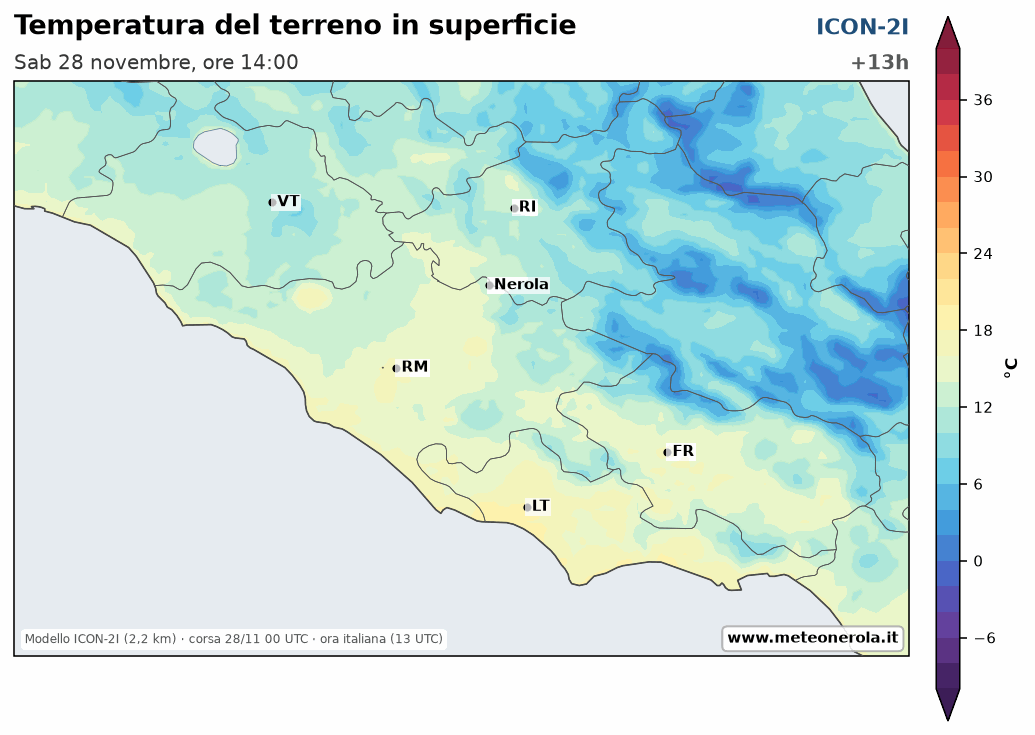 Temperatura del terreno in superficie
ICON-2I
Sab 28 novembre, ore 14:00
+13h
36
30
24
18
12
6
0
−6
°C
VT
RI
Nerola
RM
FR
LT
Modello ICON-2I (2,2 km) · corsa 28/11 00 UTC · ora italiana (13 UTC)
www.meteonerola.it